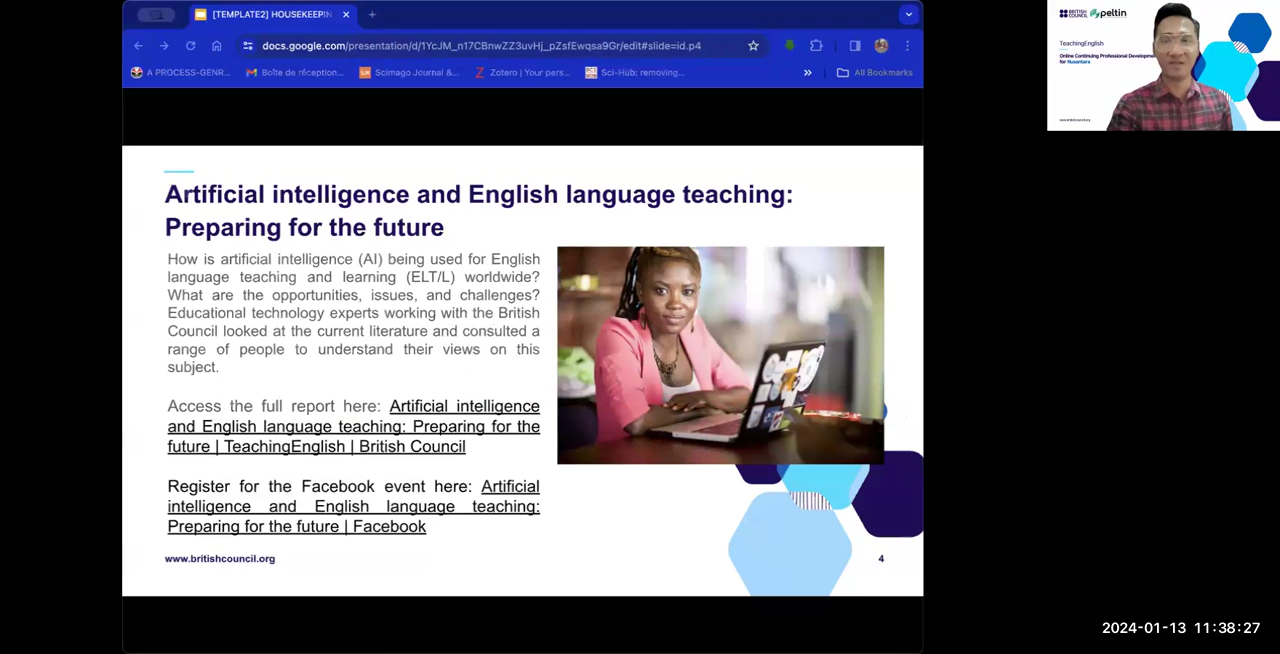 [TEMPLATE2] HOUSEKEEPIN
docs.google.com/presentation/d/1YcJM_n17CBnwZZ3uvHj_pZsfEwqsa9Gr/edit#slide=id.p4
A PROCESS-GENR...
Boîte de réception...
Scimago Journal &...
Zotero | Your pers...
Sci-Hub: removing...
All Bookmarks
BRITISH COUNCIL
peltin
TeachingEnglish
Online Continuing Professional Developme
for Nusantara
www.britishcouncil.org
Artificial intelligence and English language teaching:
Preparing for the future
How is artificial intelligence (AI) being used for English
language teaching and learning (ELT/L) worldwide?
What are the opportunities, issues, and challenges?
Educational technology experts working with the British
Council looked at the current literature and consulted a
range of people to understand their views on this
subject.
Access the full report here: Artificial intelligence
and English language teaching: Preparing for the
future | TeachingEnglish | British Council
Register for the Facebook event here: Artificial
intelligence and English language teaching:
Preparing for the future | Facebook
www.britishcouncil.org
4
2024-01-13 11:38:27